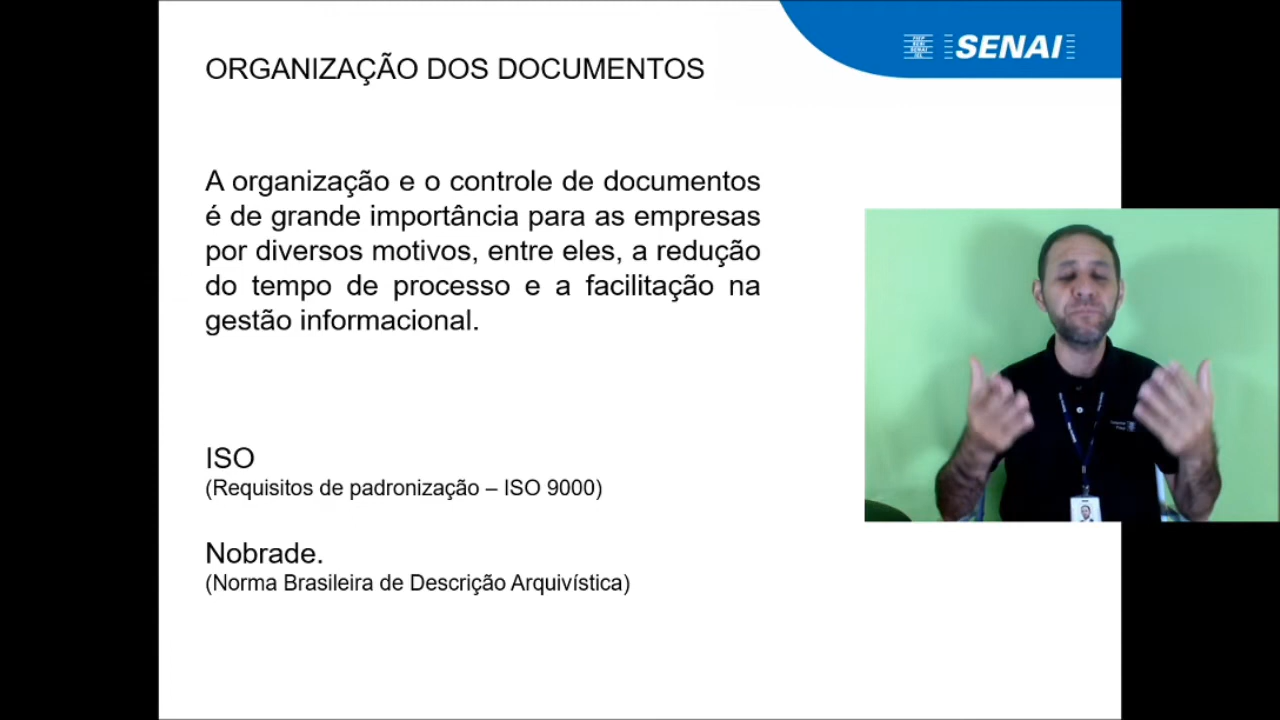 ORGANIZAÇÃO DOS DOCUMENTOS
SENAI
A organização e o controle de documentos
é de grande importância para as empresas
por diversos motivos, entre eles, a redução
do tempo de processo e a facilitação na
gestão informacional.
ISO
(Requisitos de padronização – ISO 9000)
Nobrade.
(Norma Brasileira de Descrição Arquivística)